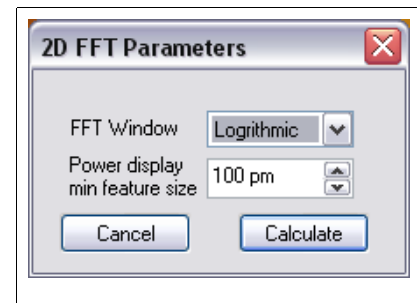 2D FFT Parameters
FFT Window Logrithmic
Power display
min feature size 100 pm
Cancel Calculate